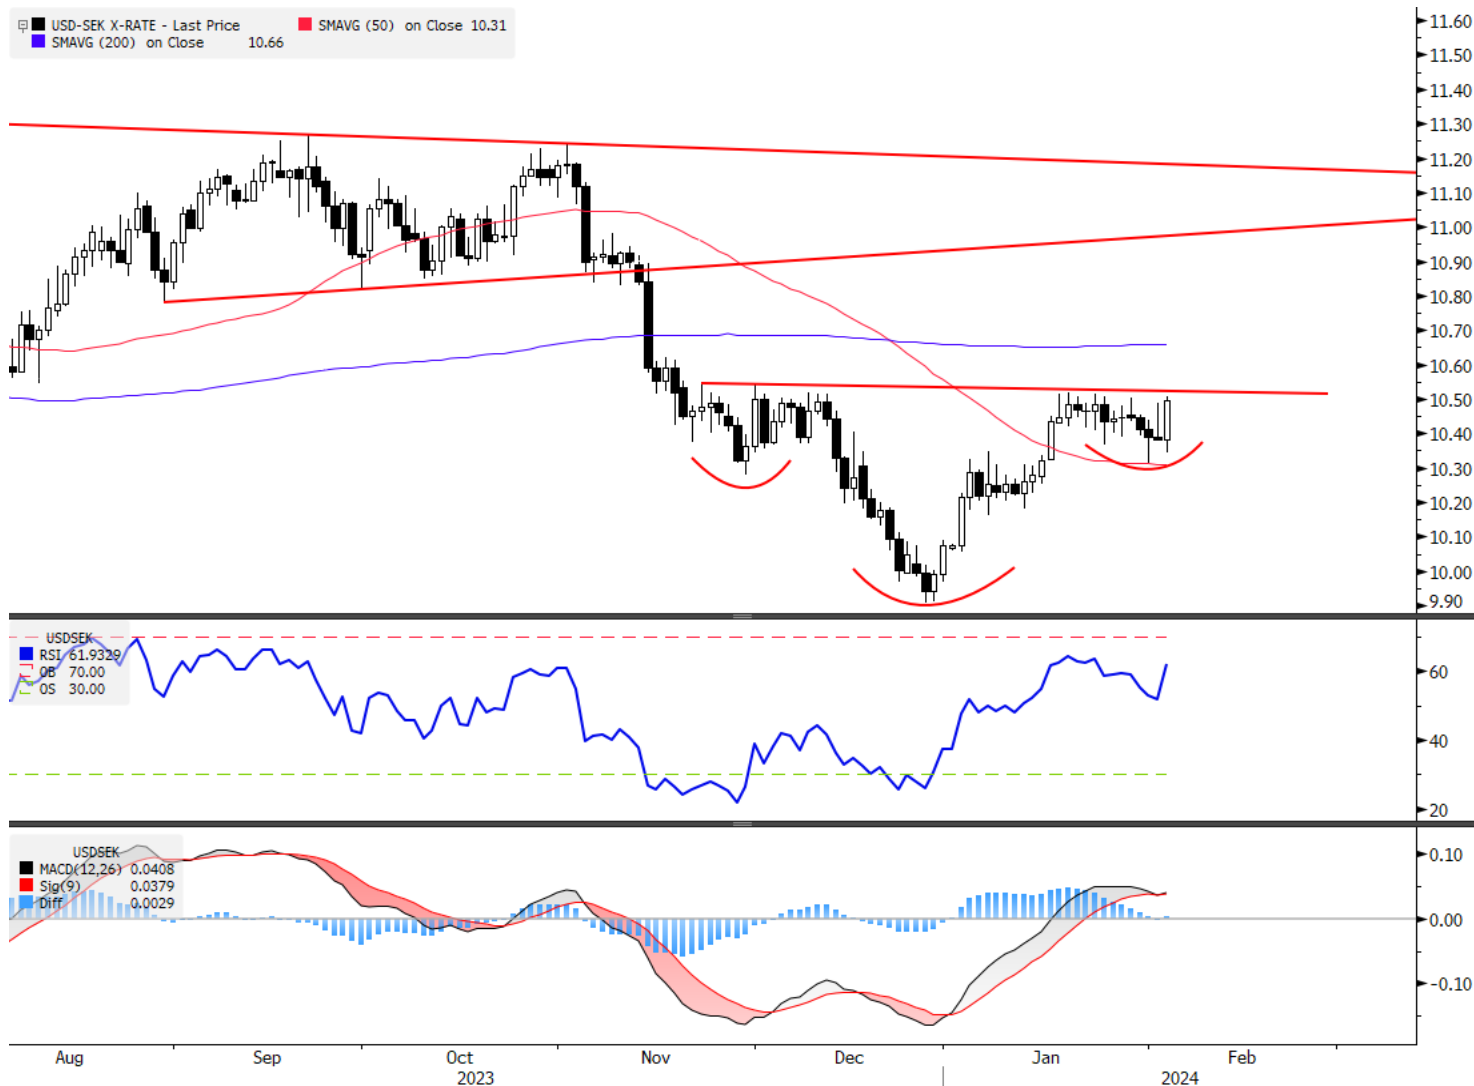 USD-SEK X-RATE - Last Price SMAVG (50) on Close 10.31
SMAVG (200) on Close 10.66
11.60
11.50
11.40
11.30
11.20
11.10
11.00
10.90
10.80
10.70
10.60
10.50
10.40
10.30
10.20
10.10
10.00
9.90
USDSEK
RSI 61.9329
OB 70.00
OS 30.00
60
40
20
USDSEK
MACD(12,26) 0.0408
Sig(9) 0.0379
Diff 0.0029
0.10
0.00
-0.10
Aug Sep Oct Nov Dec Jan Feb
2023 2024